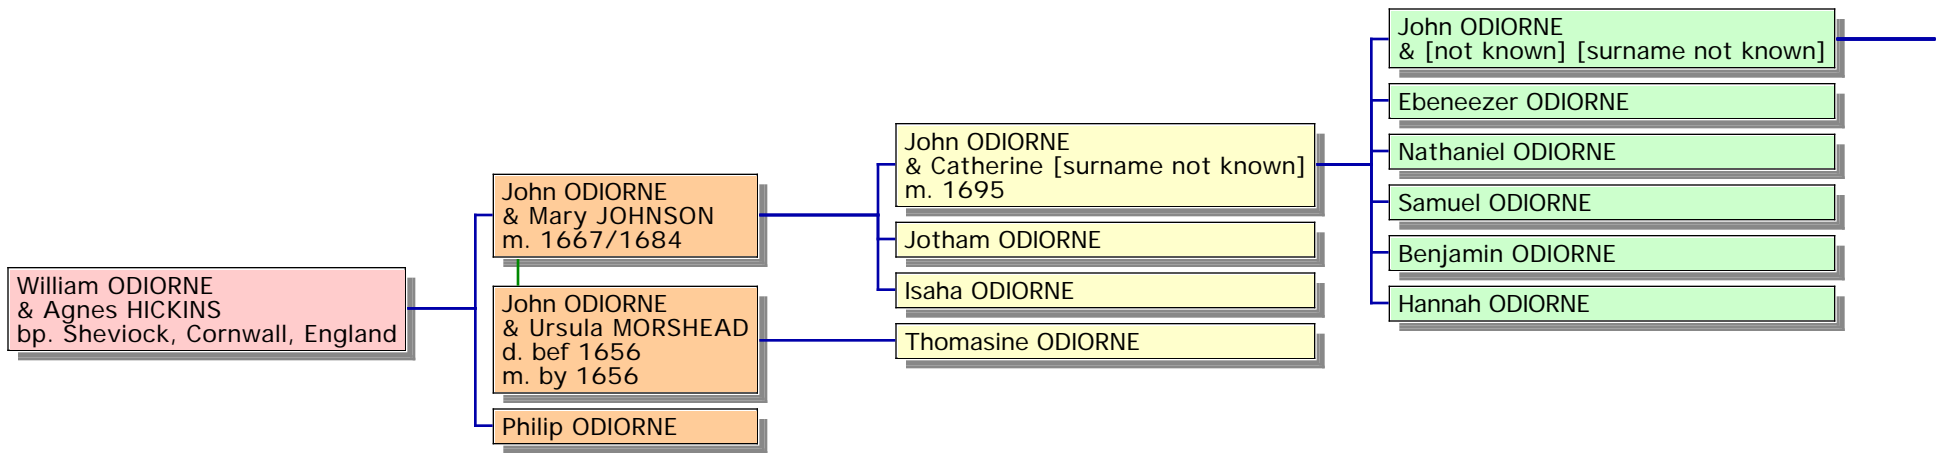 William ODIORNE
& Agnes HICKINS
bp. Sheviock, Cornwall, England
John ODIORNE
& Mary JOHNSON
m. 1667/1684
John ODIORNE
& Ursula MORSHEAD
d. bef 1656
m. by 1656
Philip ODIORNE
John ODIORNE
& Catherine [surname not known]
m. 1695
Jotham ODIORNE
Isaha ODIORNE
Thomasine ODIORNE
John ODIORNE
& [not known] [surname not known]
Ebeneezer ODIORNE
Nathaniel ODIORNE
Samuel ODIORNE
Benjamin ODIORNE
Hannah ODIORNE